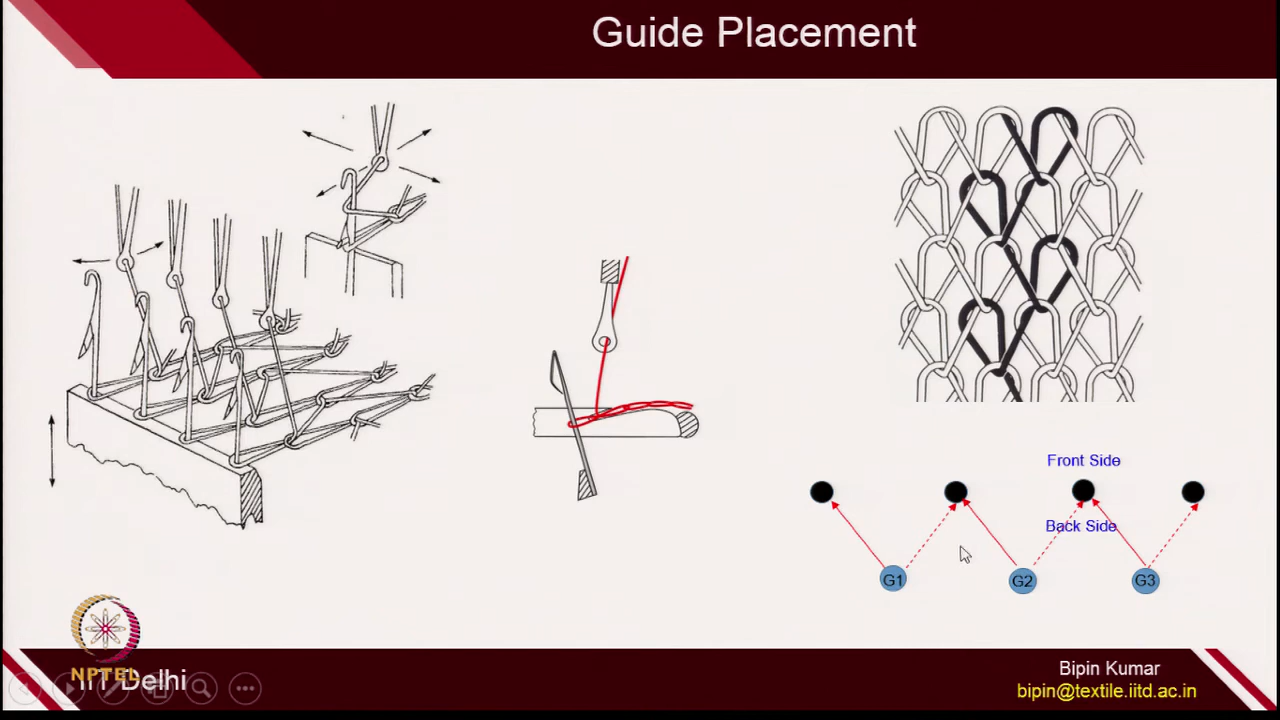 Guide Placement
Front Side
Back Side
G1
G2
G3
NPTEL
IIT Delhi
Bipin Kumar
bipin@textile.iitd.ac.in